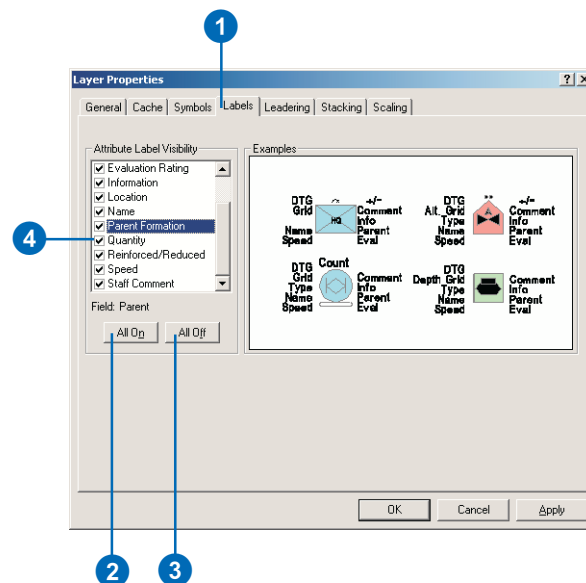 1
Layer Properties
General Cache Symbols Labels Leadering Stacking Scaling
Attribute Label Visibility
Evaluation Rating
Information
Location
Name
Parent Formation
Quantity
Reinforced/Reduced
Speed
Staff Comment
4
Field: Parent
All On All Off
Examples
DTG +/-
Grid Comment
HQ Info
Name Parent
Speed Eval
DTG +/-
Alt. Grid Comment
Type A Info
Name Parent
Speed Eval
Count
DTG
Grid Comment
Type Info
Name Parent
Speed Eval
DTG
Depth Grid Comment
Type Info
Name Parent
Speed Eval
OK Cancel Apply
2 3